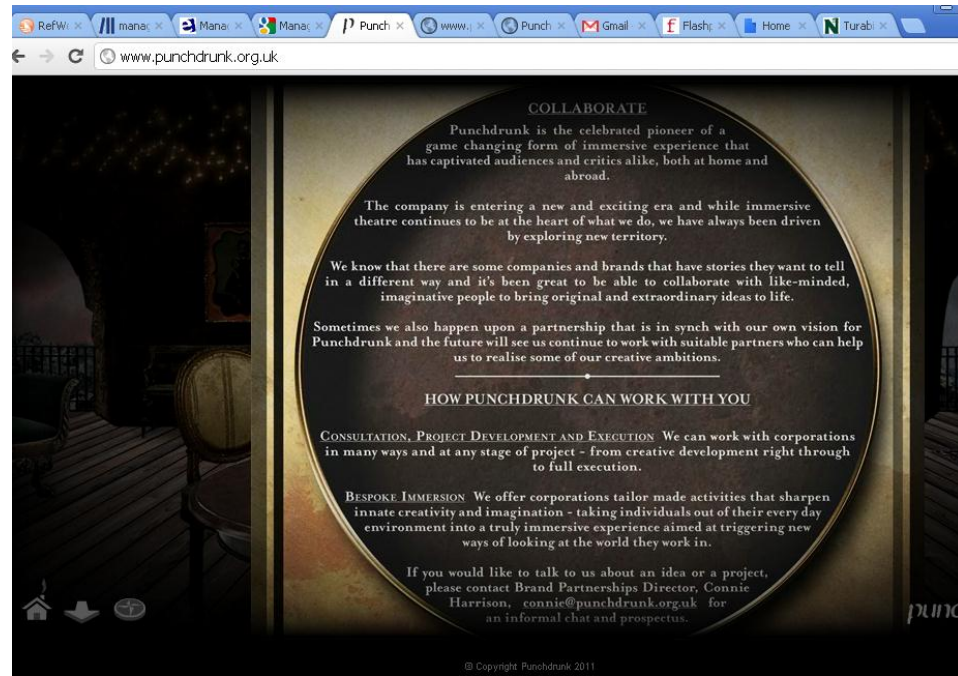 RefWo
manag
Manag
Manag
Punch
www.
Punch
Gmail
Flashp
Home
Turabi
www.punchdrunk.org.uk
COLLABORATE
Punchdrunk is the celebrated pioneer of a
game changing form of immersive experience that
has captivated audiences and critics alike, both at home and
abroad.
The company is entering a new and exciting era and while immersive
theatre continues to be at the heart of what we do, we have always been driven
by exploring new territory.
We know that there are some companies and brands that have stories they want to tell
in a different way and it's been great to be able to collaborate with like-minded,
imaginative people to bring original and extraordinary ideas to life.
Sometimes we also happen upon a partnership that is in synch with our own vision for
Punchdrunk and the future will see us continue to work with suitable partners who can help
us to realise some of our creative ambitions.
HOW PUNCHDRUNK CAN WORK WITH YOU
CONSULTATION, PROJECT DEVELOPMENT AND EXECUTION We can work with corporations
in many ways and at any stage of project - from creative development right through
to full execution.
BESPOKE IMMERSION We offer corporations tailor made activities that sharpen
innate creativity and imagination - taking individuals out of their every day
environment into a truly immersive experience aimed at triggering new
ways of looking at the world they work in.
If you would like to talk to us about an idea or a project,
please contact Brand Partnerships Director, Connie
Harrison, connie@punchdrunk.org.uk for
an informal chat and prospectus.
punc
© Copyright Punchdrunk 2011